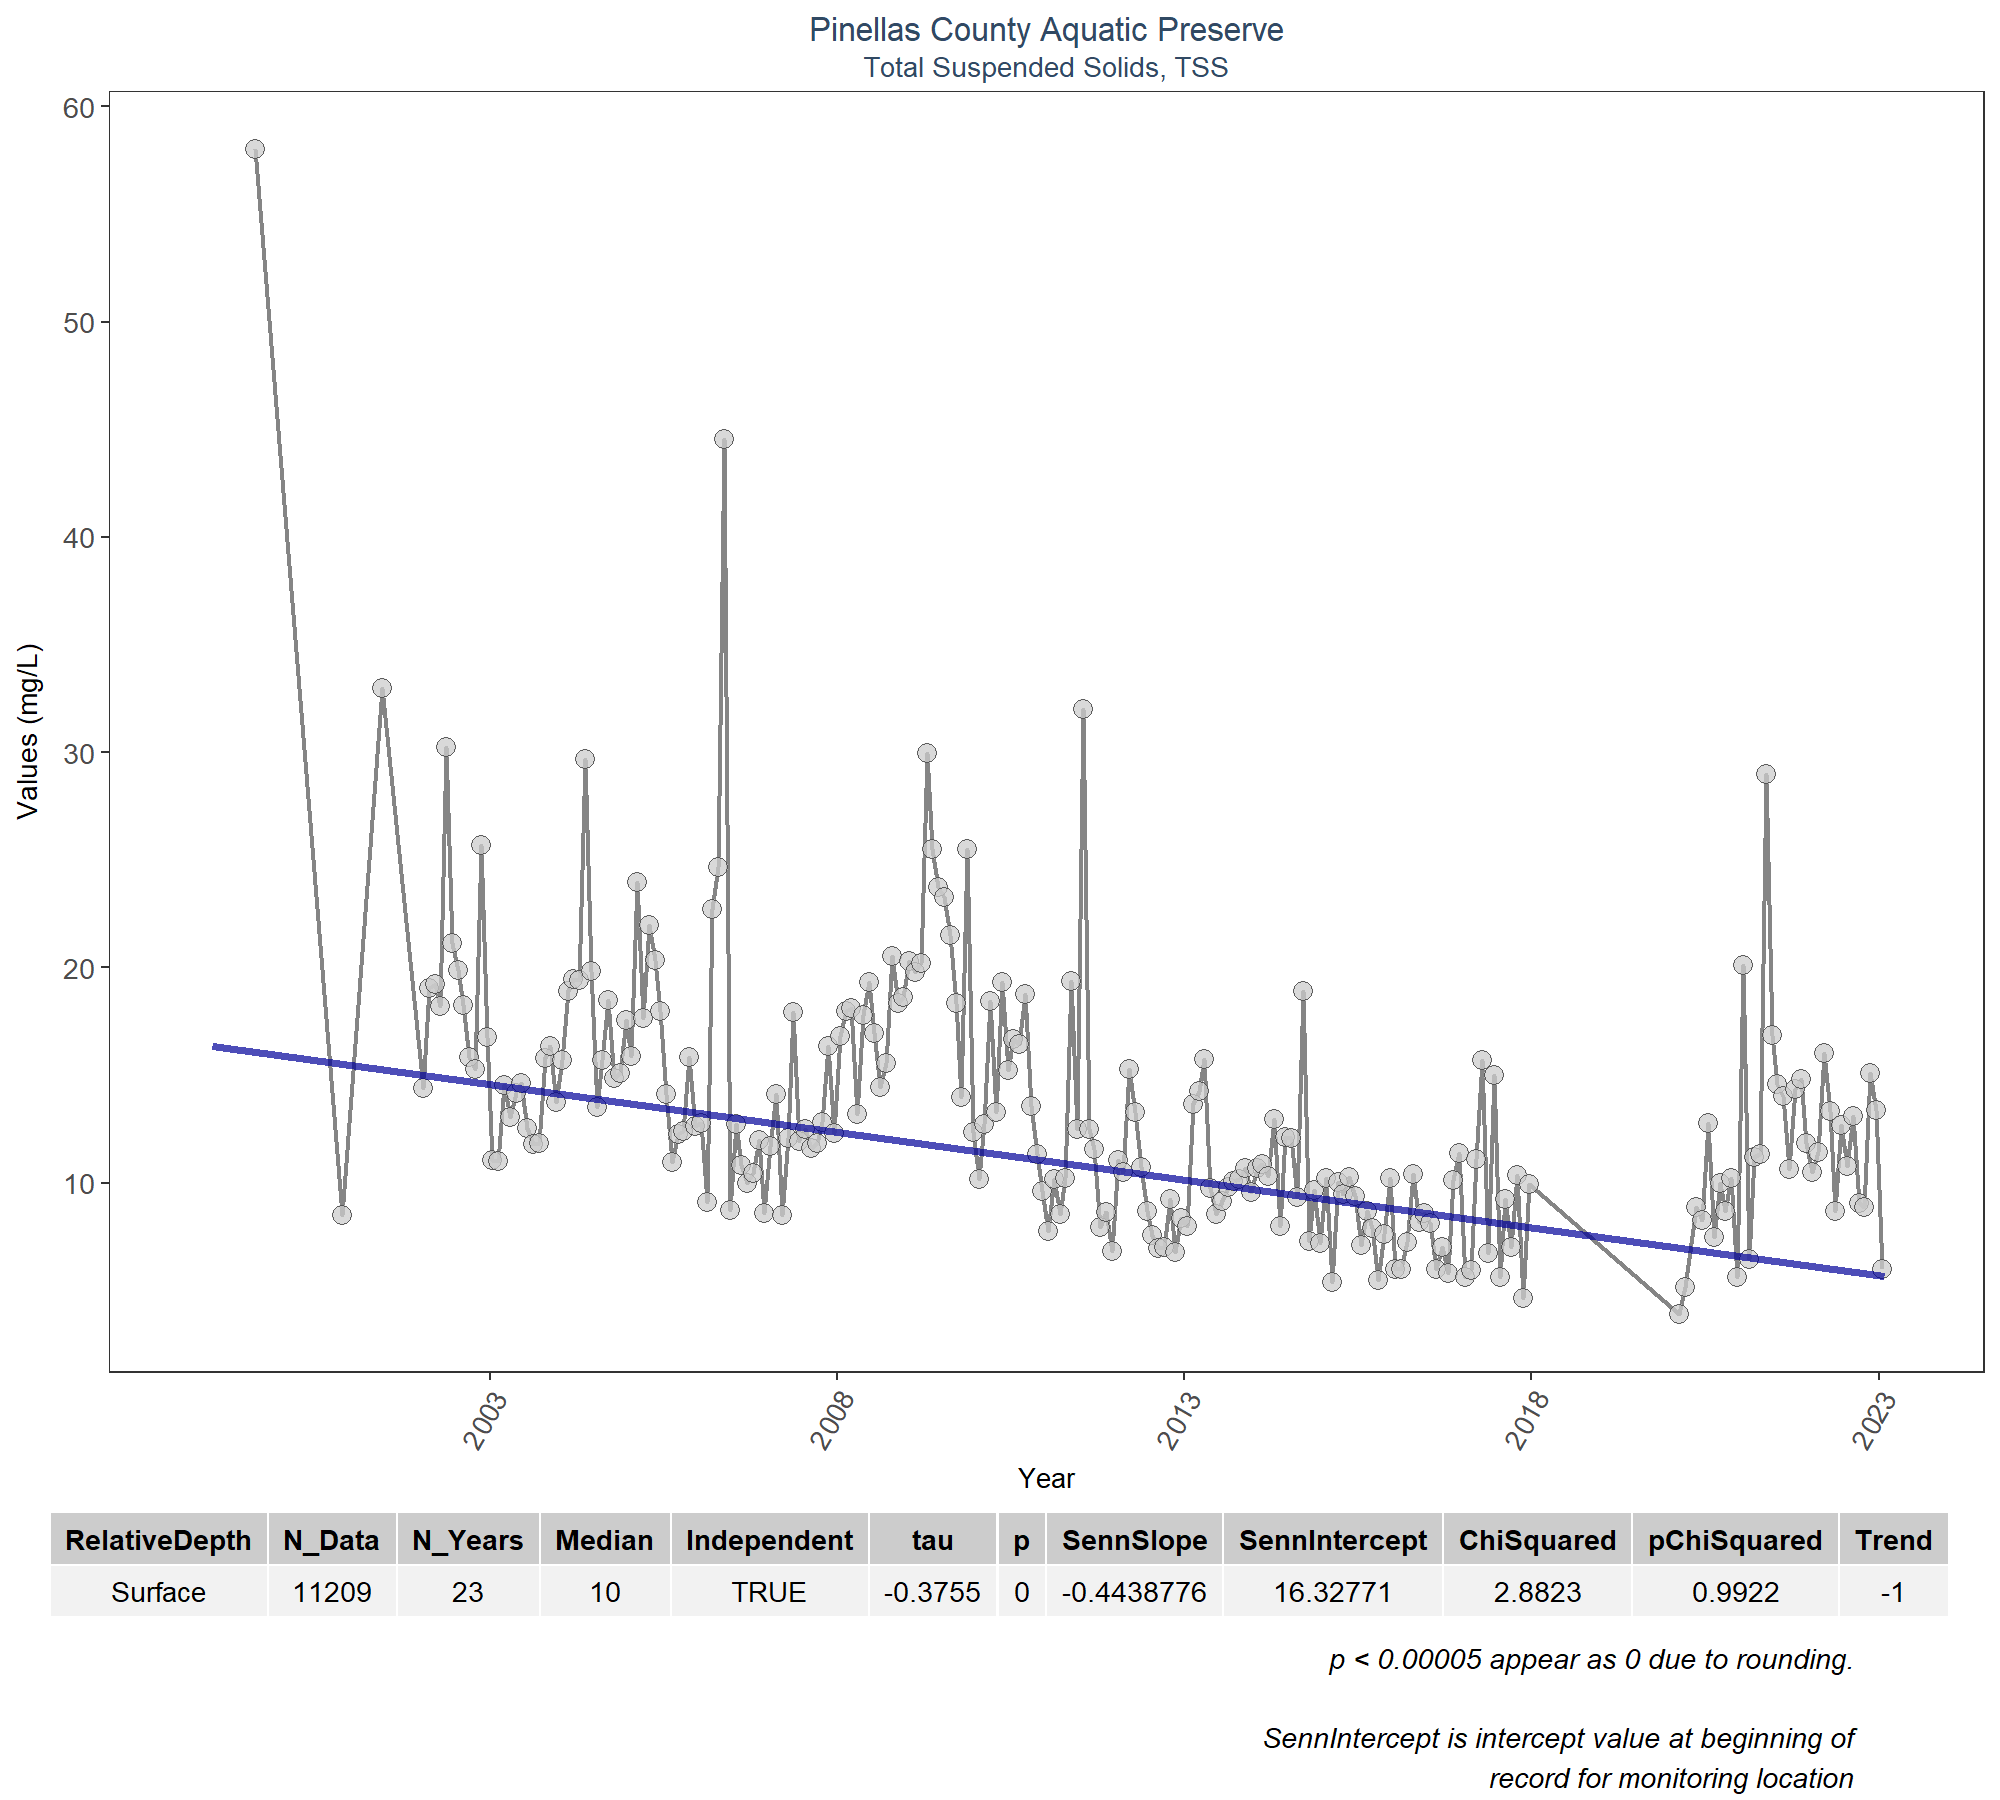 Pinellas County Aquatic Preserve
Total Suspended Solids, TSS
60
50
40
30
20
10
Values (mg/L)
2003
2008
2013
2018
2023
Year
RelativeDepth N_Data N_Years Median Independent tau p SennSlope SennIntercept ChiSquared pChiSquared Trend
Surface 11209 23 10 TRUE -0.3755 0 -0.4438776 16.32771 2.8823 0.9922 -1
p < 0.00005 appear as 0 due to rounding.
SennIntercept is intercept value at beginning of
record for monitoring location